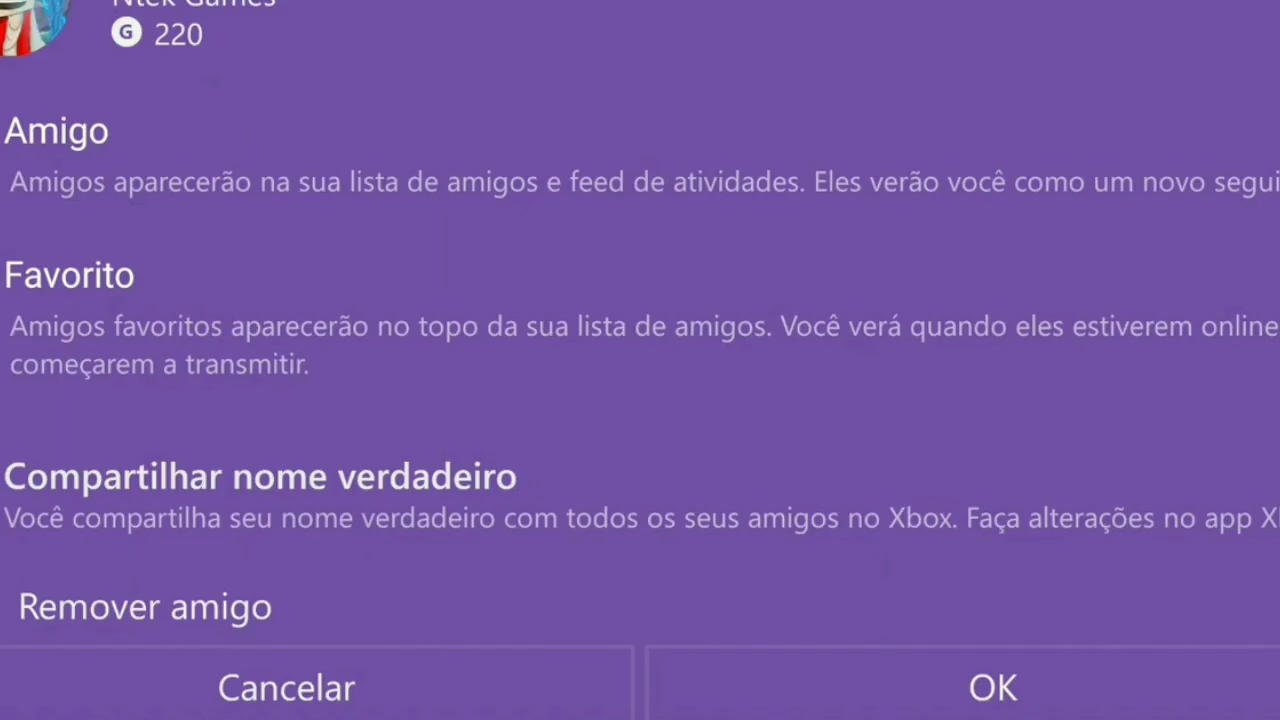 Ntek Games
G 220
Amigo
Amigos aparecerão na sua lista de amigos e feed de atividades. Eles verão você como um novo
Favorito
Amigos favoritos aparecerão no topo da sua lista de amigos. Você verá quando eles estiverem online
começarem a transmitir.
Compartilhar nome verdadeiro
Você compartilha seu nome verdadeiro com todos os seus amigos no Xbox. Faça alterações no app
Remover amigo
Cancelar
OK